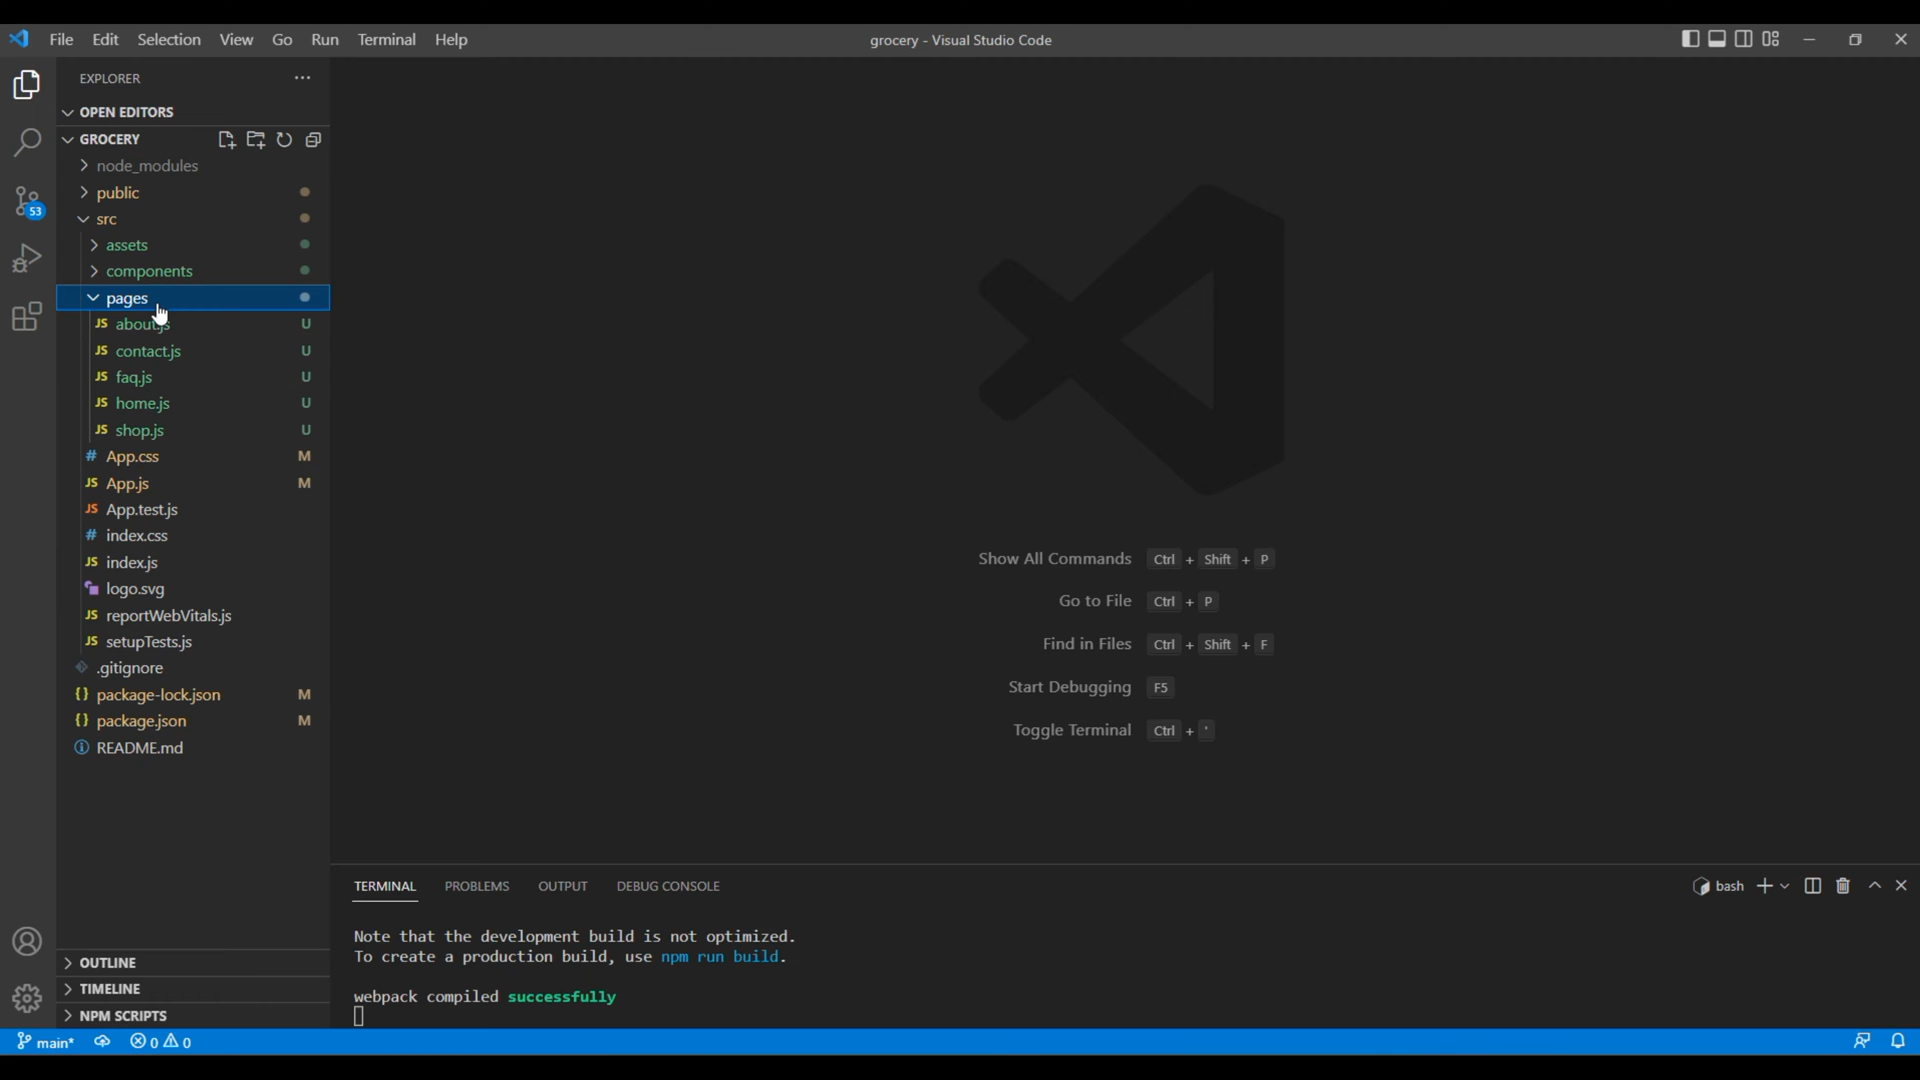 File Edit Selection View Go Run Terminal Help grocery - Visual Studio Code
EXPLORER
OPEN EDITORS
GROCERY
node_modules
public
src
assets
components
pages
JS about.js U
JS contact.js U
JS faq.js U
JS home.js U
JS shop.js U
# App.css M
JS App.js M
JS App.test.js
# index.css
JS index.js
logo.svg
JS reportWebVitals.js
JS setupTests.js
.gitignore
{} package-lock.json M
{} package.json M
README.md
53
Show All Commands Ctrl + Shift + P
Go to File Ctrl + P
Find in Files Ctrl + Shift + F
Start Debugging F5
Toggle Terminal Ctrl + '
TERMINAL PROBLEMS OUTPUT DEBUG CONSOLE bash
Note that the development build is not optimized.
To create a production build, use npm run build.
webpack compiled successfully
OUTLINE
TIMELINE
NPM SCRIPTS
main* 0 0